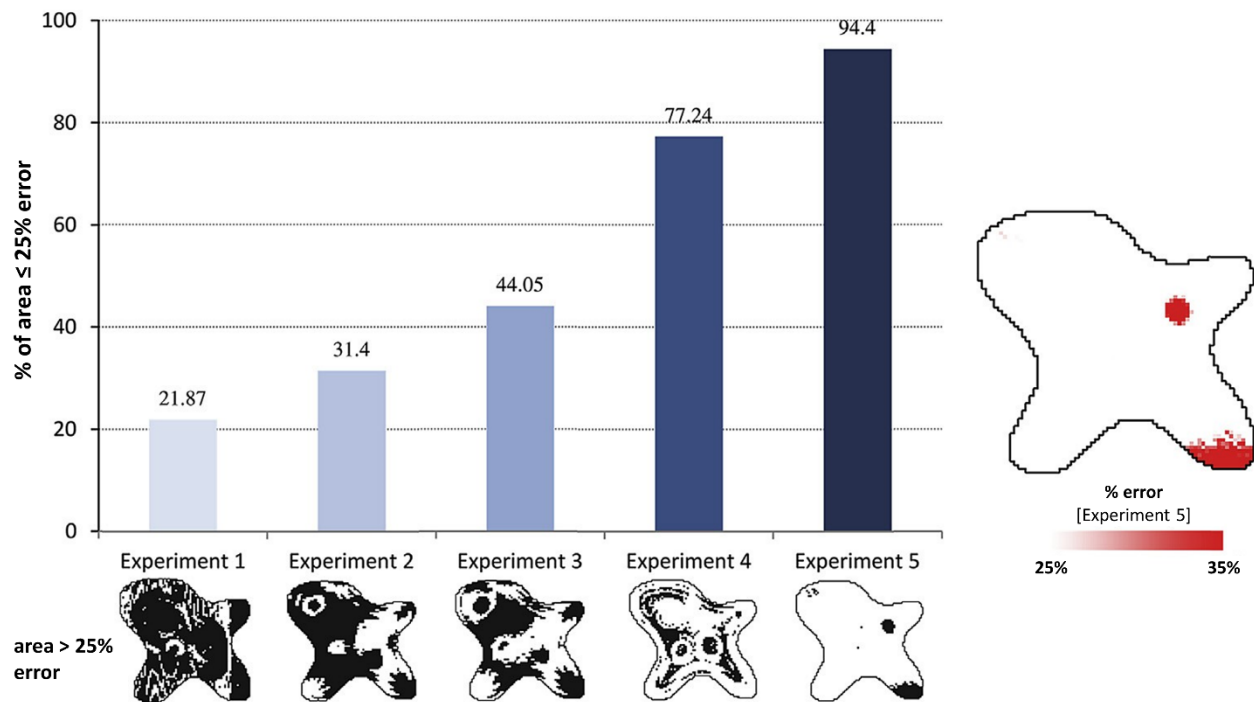 % of area ≤ 25% error
100
80
60
40
20
0
21.87
31.4
44.05
77.24
94.4
Experiment 1
Experiment 2
Experiment 3
Experiment 4
Experiment 5
area > 25%
error
% error
[Experiment 5]
25%
35%